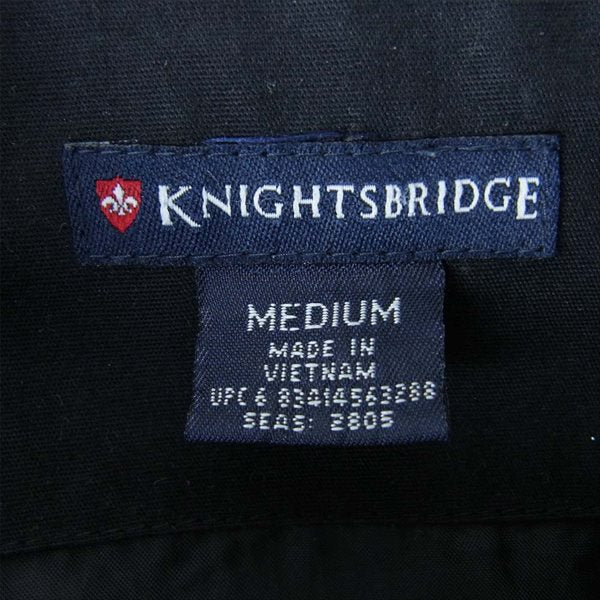 KNIGHTSBRIDGE
MEDIUM
MADE IN
VIETNAM
UPC 6 83414563288
SEAS: 2805